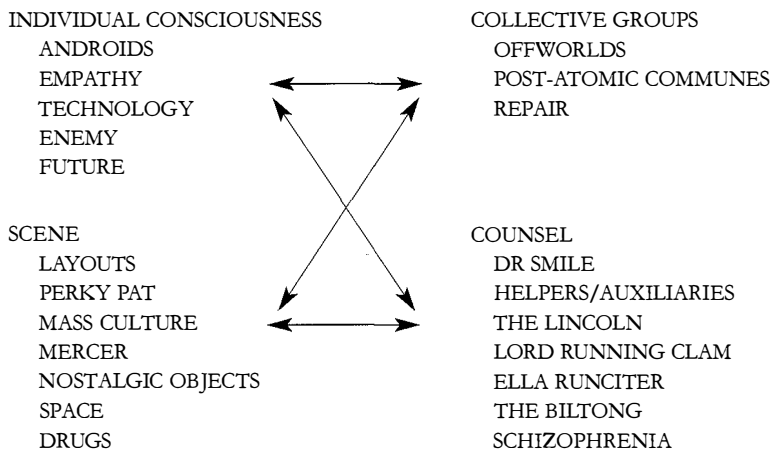 INDIVIDUAL CONSCIOUSNESS
ANDROIDS
EMPATHY
TECHNOLOGY
ENEMY
FUTURE
COLLECTIVE GROUPS
OFFWORLDS
POST-ATOMIC COMMUNES
REPAIR
SCENE
LAYOUTS
PERKY PAT
MASS CULTURE
MERCER
NOSTALGIC OBJECTS
SPACE
DRUGS
COUNSEL
DR SMILE
HELPERS/AUXILIARIES
THE LINCOLN
LORD RUNNING CLAM
ELLA RUNCITER
THE BILTONG
SCHIZOPHRENIA